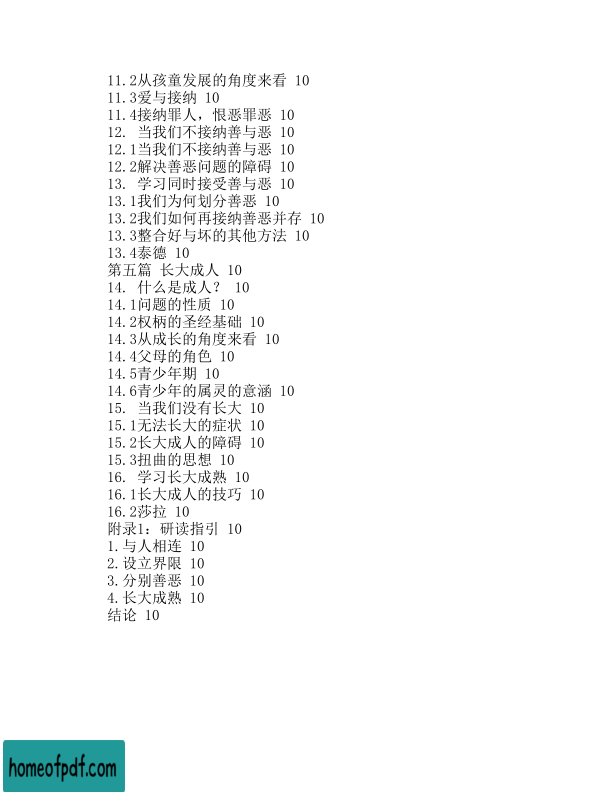 11.2从孩童发展的角度来看 10
11.3爱与接纳 10
11.4接纳罪人，恨恶罪恶 10
12. 当我们不接纳善与恶 10
12.1当我们不接纳善与恶 10
12.2解决善恶问题的障碍 10
13. 学习同时接受善与恶 10
13.1我们为何划分善恶 10
13.2我们如何再接纳善恶并存 10
13.3整合好与坏的其他方法 10
13.4泰德 10
第五篇 长大成人 10
14. 什么是成人？ 10
14.1问题的性质 10
14.2权柄的圣经基础 10
14.3从成长的角度来看 10
14.4父母的角色 10
14.5青少年期 10
14.6青少年的属灵的意涵 10
15. 当我们没有长大 10
15.1无法长大的症状 10
15.2长大成人的障碍 10
15.3扭曲的思想 10
16. 学习长大成熟 10
16.1长大成人的技巧 10
16.2莎拉 10
附录1：研读指引 10
1.与人相连 10
2.设立界限 10
3.分别善恶 10
4.长大成熟 10
结论 10
homeofpdf.com